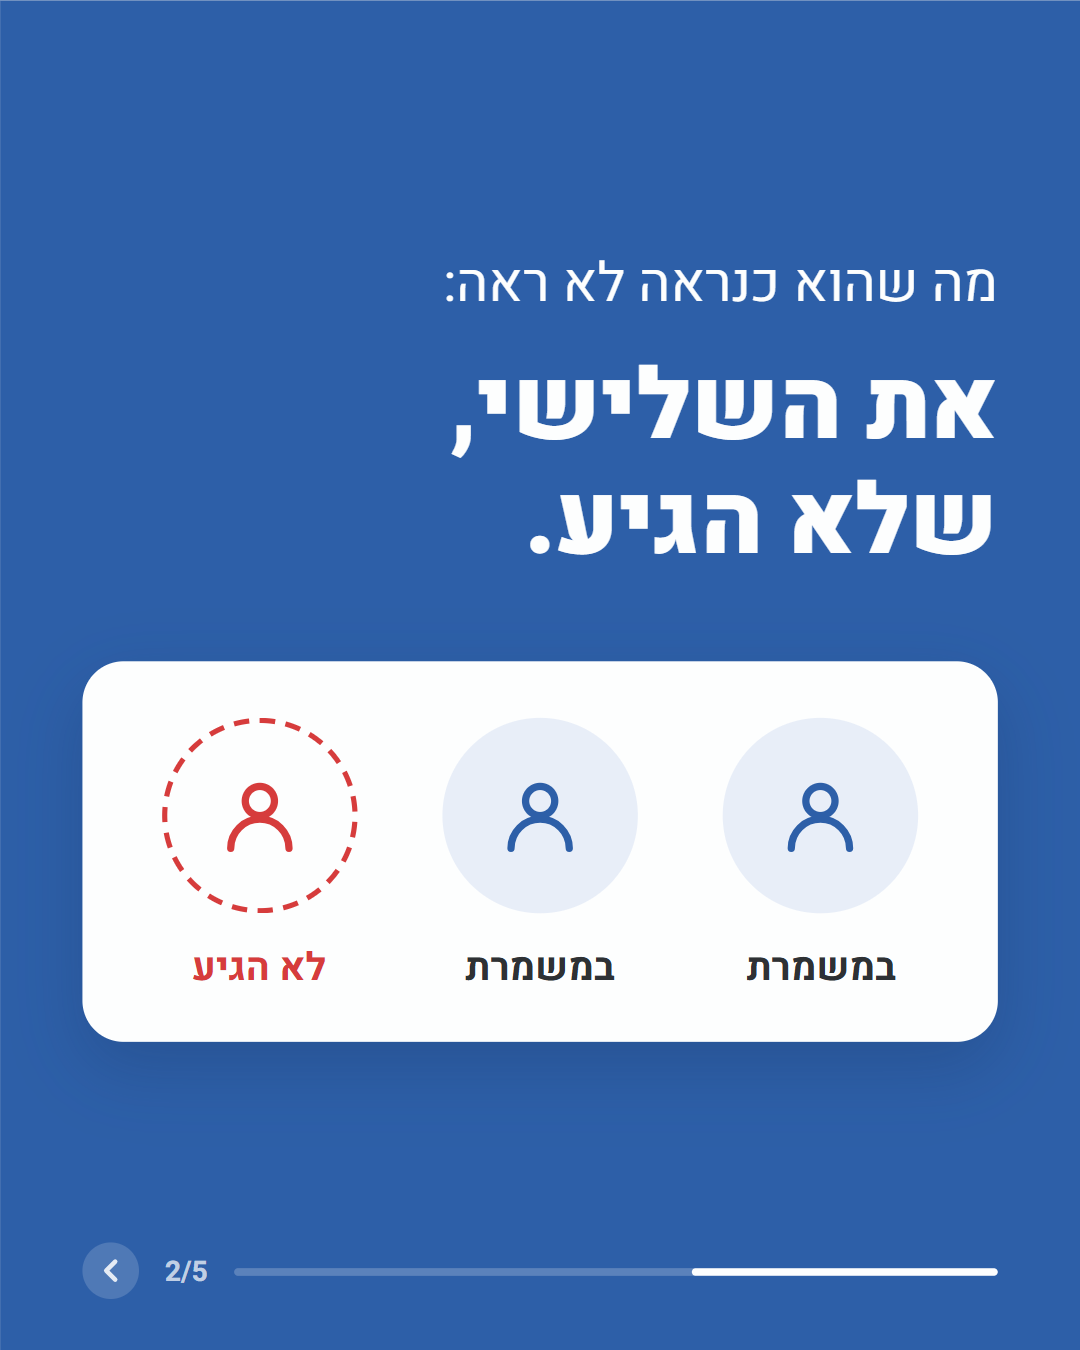 מה שהוא כנראה לא ראה:
את השלישי,
שלא הגיע.
במשמרת
במשמרת
לא הגיע
2/5